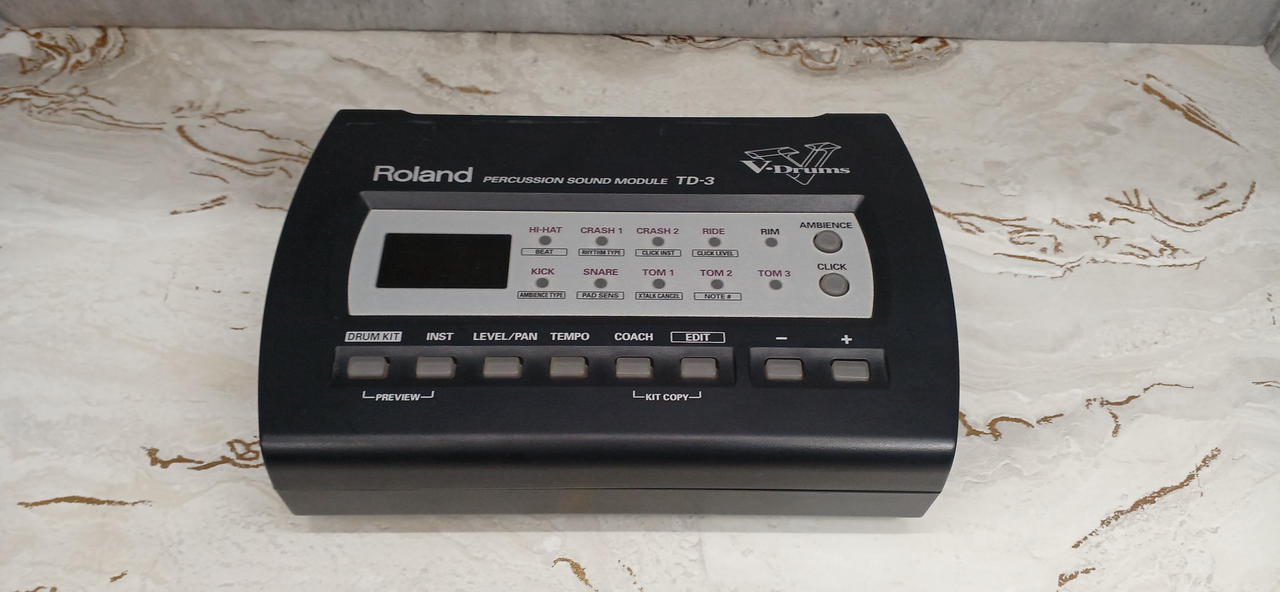 Roland PERCUSSION SOUND MODULE TD-3
V-Drums
HI-HAT CRASH 1 CRASH 2 RIDE RIM AMBIENCE
BEAT RHYTHM TYPE CLICK INST CLICK LEVEL
KICK SNARE TOM 1 TOM 2 TOM 3 CLICK
AMBIENCE TYPE PAD SENS XTALK CANCEL NOTE #
DRUM KIT INST LEVEL/PAN TEMPO COACH EDIT − +
PREVIEW KIT COPY